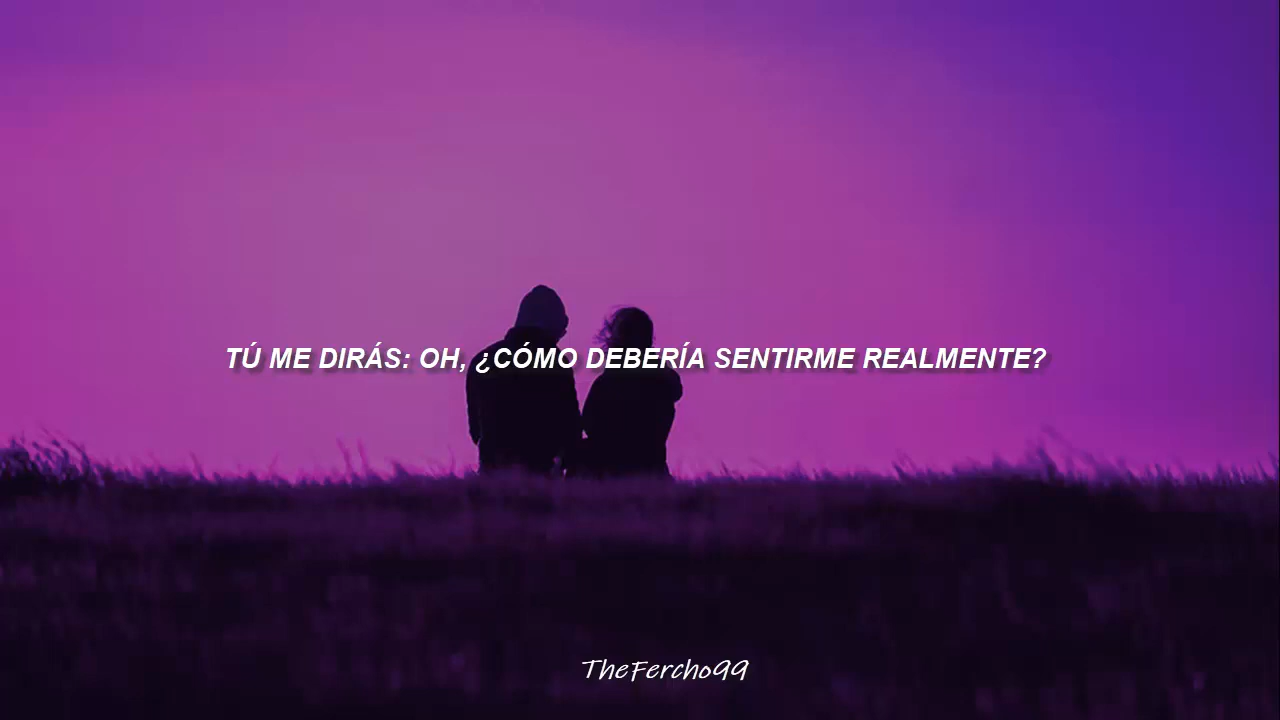 TÚ ME DIRÁS: OH, ¿CÓMO DEBERÍA SENTIRME REALMENTE?
TheFercho99